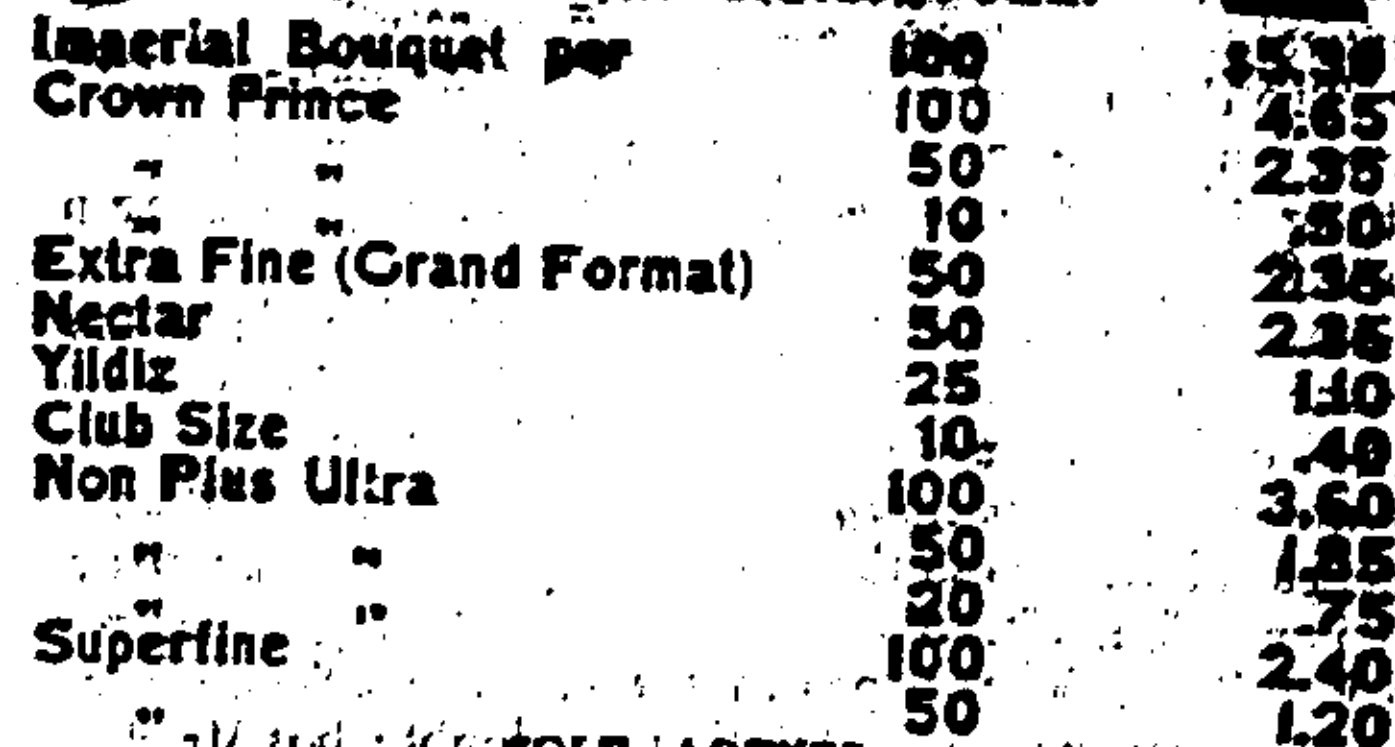 Imperial Bouquet per 100 $5.30
Crown Prince 100 4.65
" " 50 2.35
" " 10 .50
Extra Fine (Grand Format) 50 2.35
Nectar 50 2.35
Yildiz 25 1.10
Club Size 10 .40
Non Plus Ultra 100 3.60
" " 50 1.85
" " 20 .75
Superfine 100 2.40
" 50 1.20